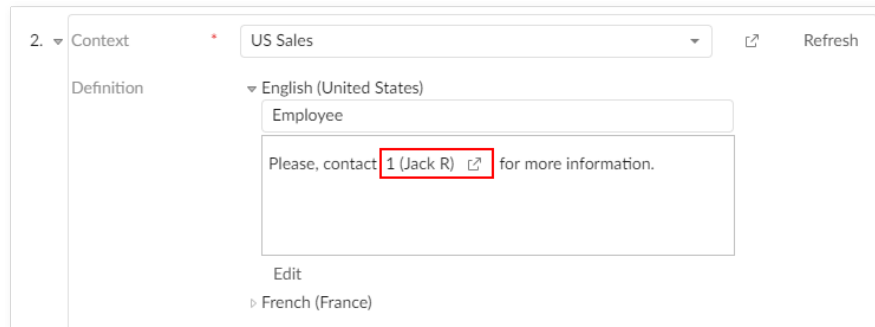 2. Context * US Sales Refresh
Definition English (United States)
Employee
Please, contact 1 (Jack R) for more information.
Edit
French (France)